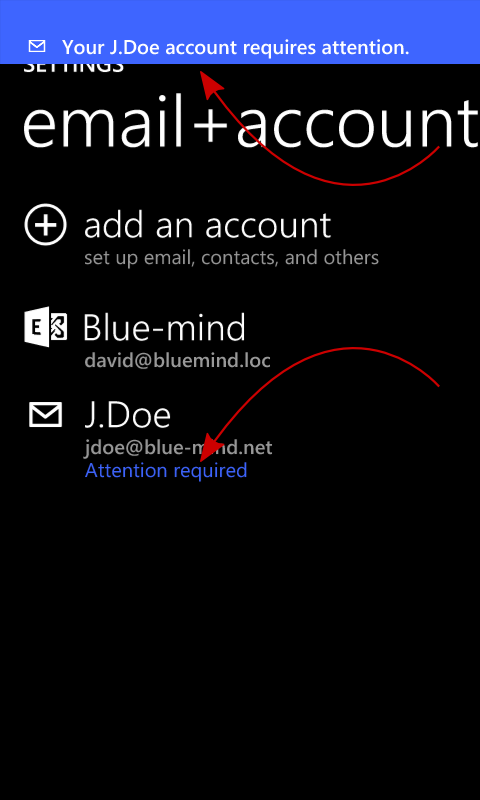 Your J.Doe account requires attention.
SETTINGS
email+account
add an account
set up email, contacts, and others
E
Blue-mind
david@bluemind.loc
J.Doe
jdoe@blue-mind.net
Attention required